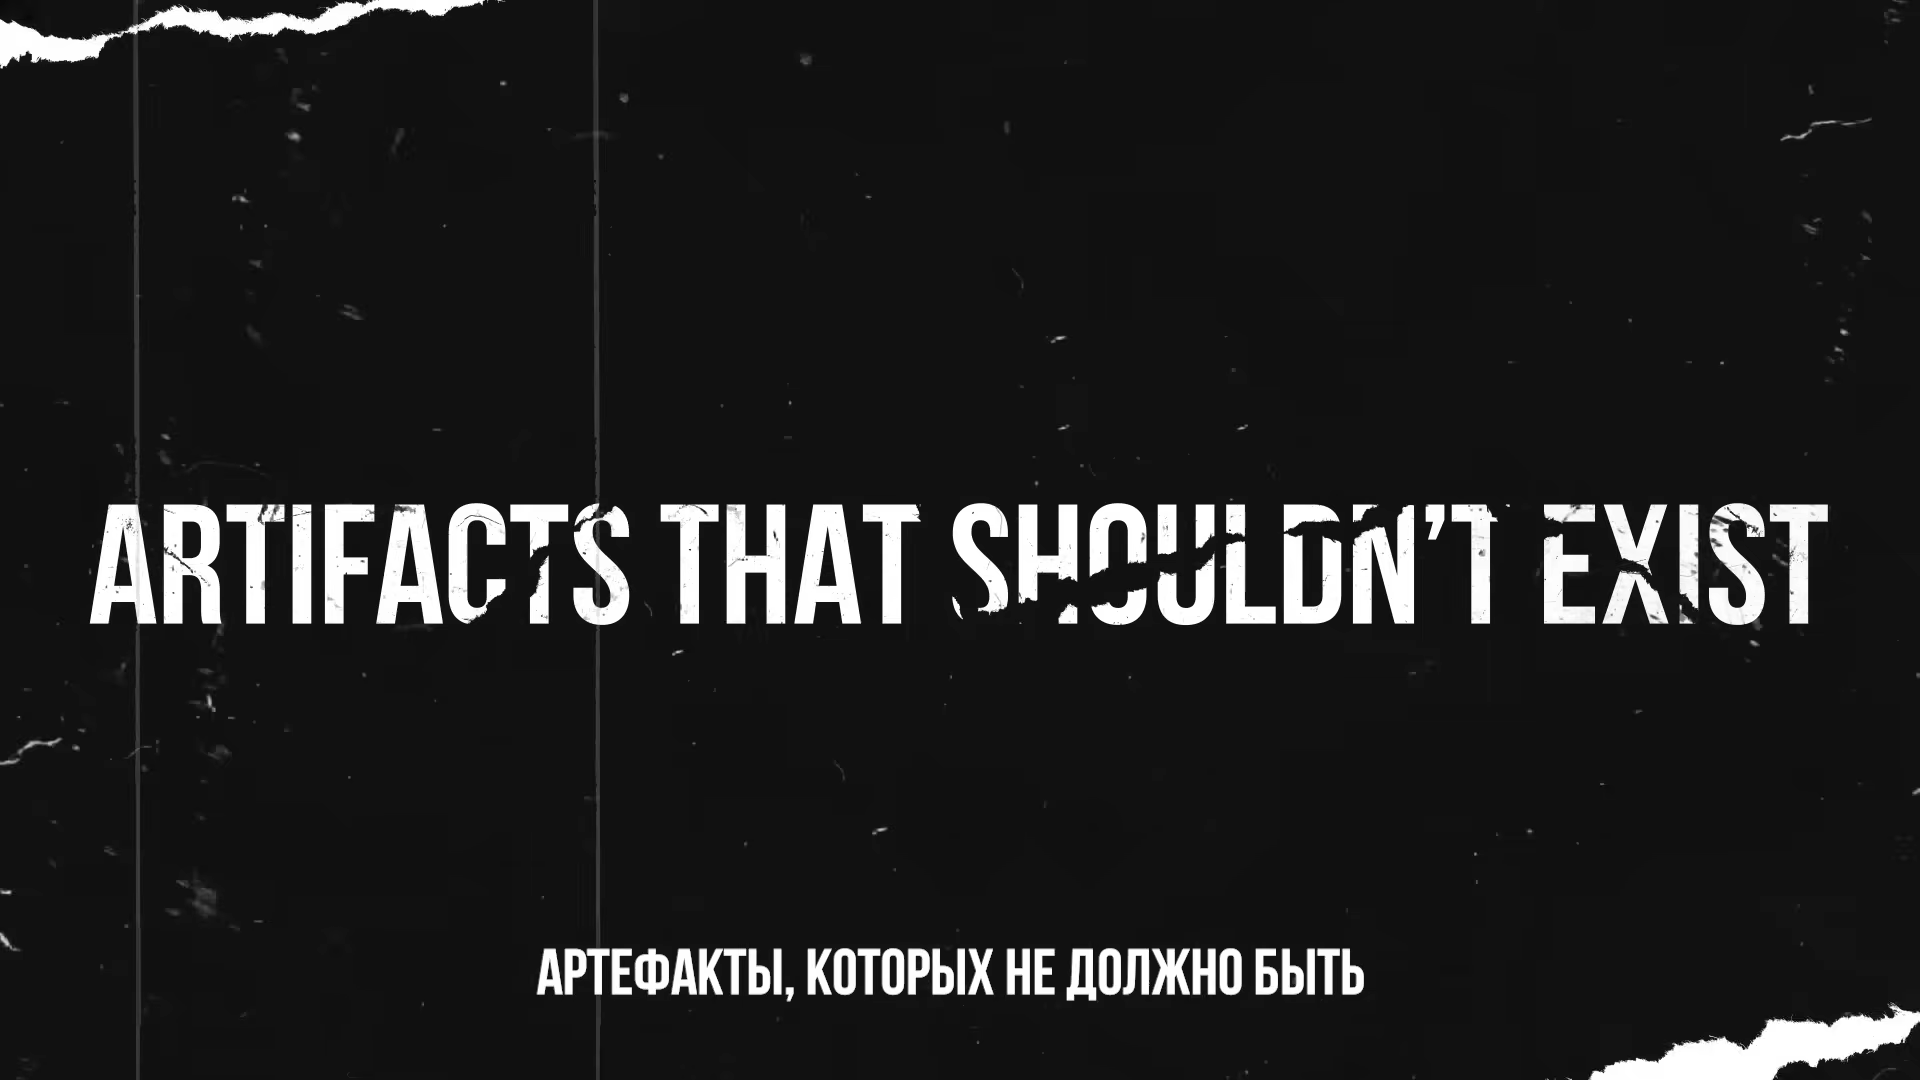 ARTIFACTS THAT SHOULDN'T EXIST
АРТЕФАКТЫ, КОТОРЫХ НЕ ДОЛЖНО БЫТЬ